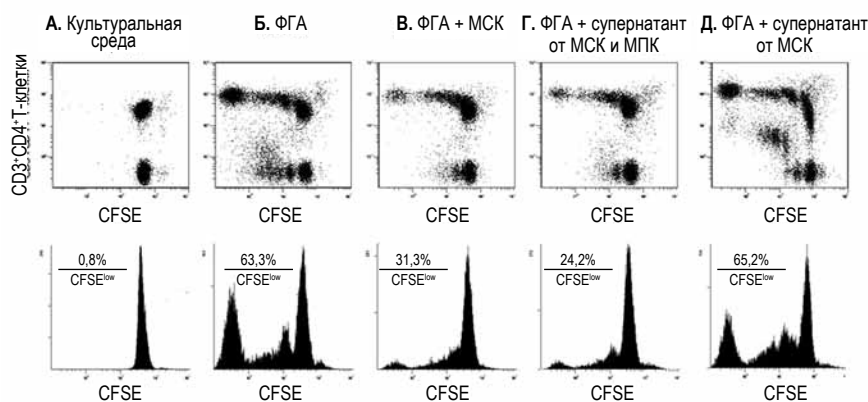 А. Культуральная
среда
Б. ФГА
В. ФГА + МСК
Г. ФГА + супернатант
от МСК и МПК
Д. ФГА + супернатант
от МСК
CD3⁺CD4⁺Т-клетки
CFSE
CFSE
CFSE
CFSE
CFSE
0,8%
CFSEˡᵒʷ
63,3%
CFSEˡᵒʷ
31,3%
CFSEˡᵒʷ
24,2%
CFSEˡᵒʷ
65,2%
CFSEˡᵒʷ
CFSE
CFSE
CFSE
CFSE
CFSE